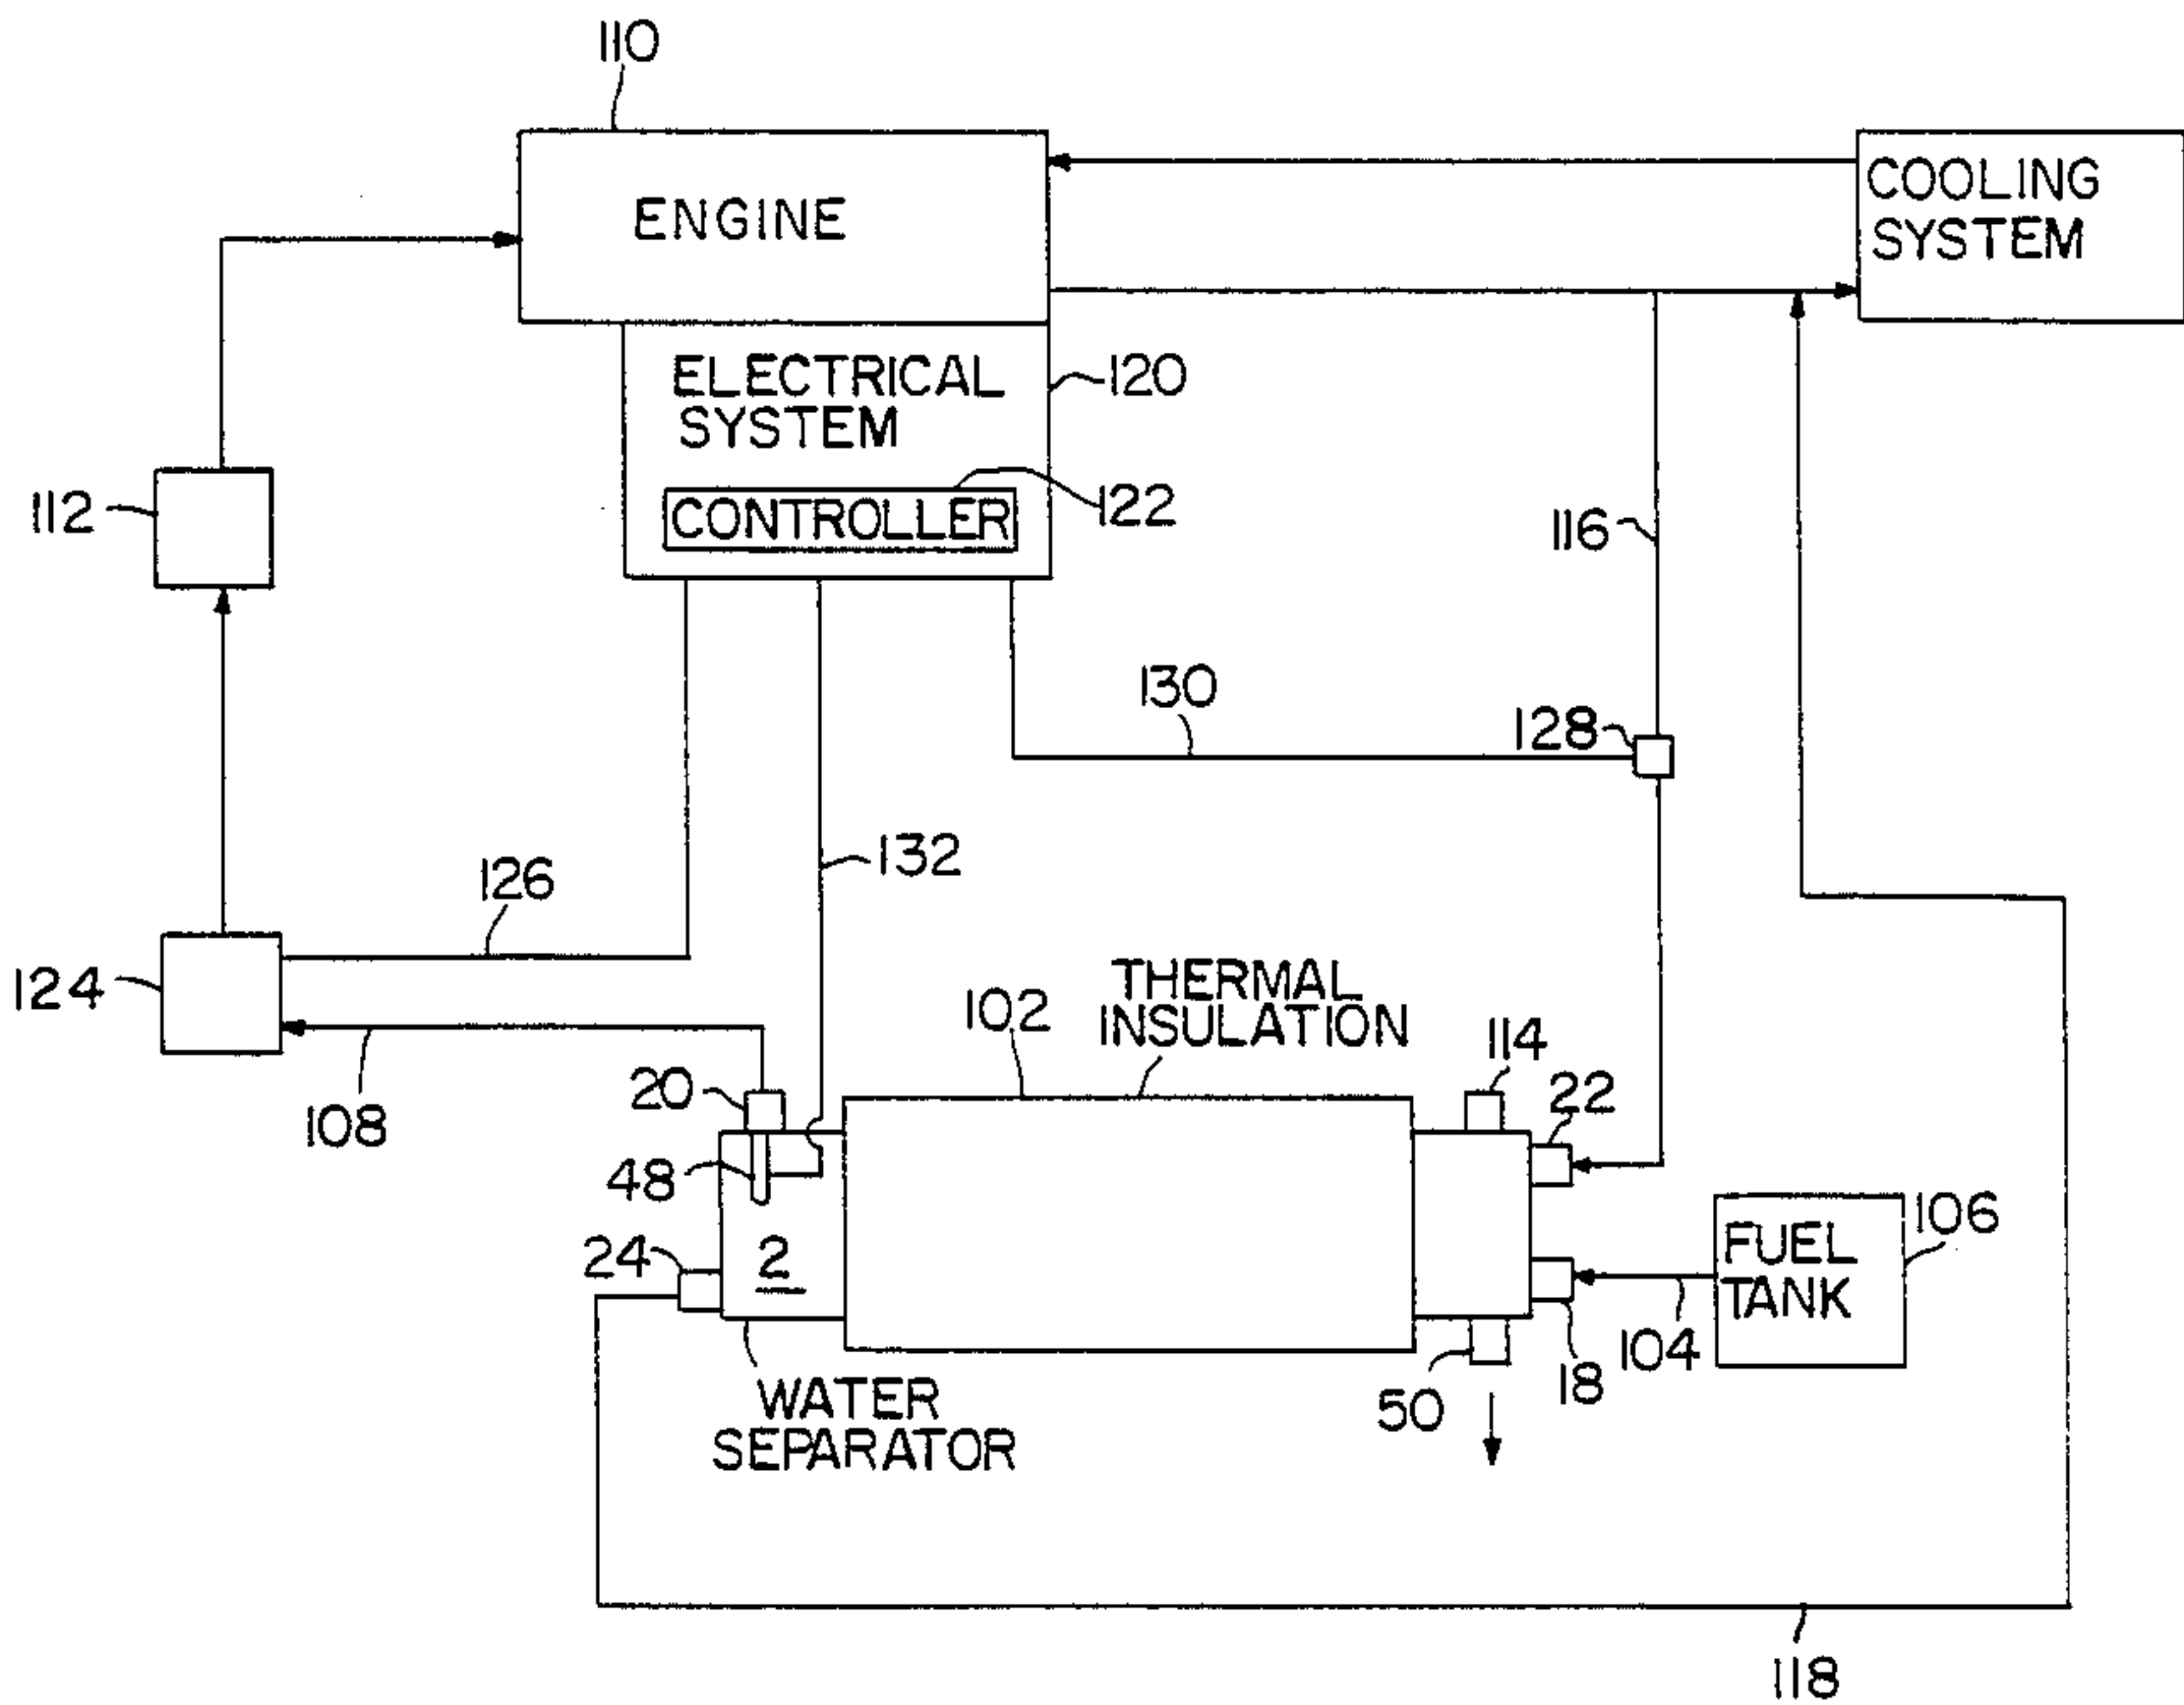 110
ENGINE
COOLING
SYSTEM
ELECTRICAL
SYSTEM
120
CONTROLLER
122
112
116
130
128
132
126
124
THERMAL
INSULATION
102
114
20
22
108
48
106
24
2
FUEL
TANK
104
18
50
WATER
SEPARATOR
118